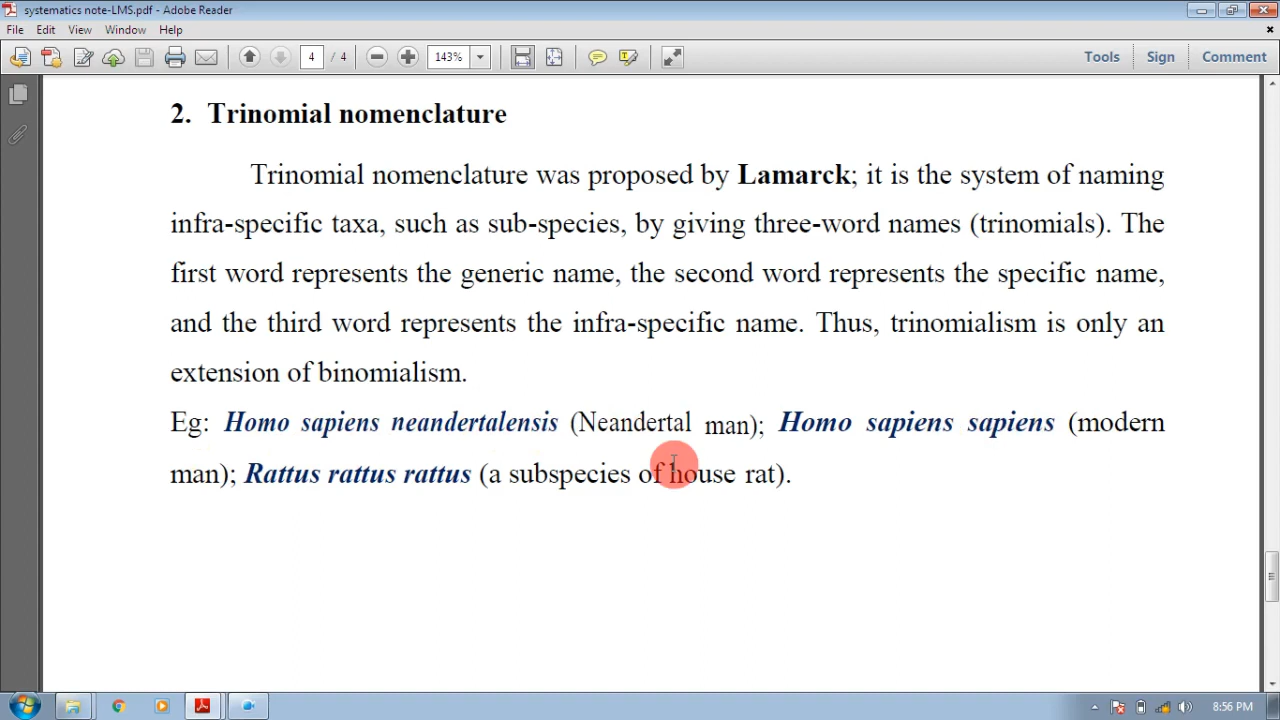 systematics note-LMS.pdf - Adobe Reader
File Edit View Window Help
4 / 4 143% Tools Sign Comment
2. Trinomial nomenclature
Trinomial nomenclature was proposed by Lamarck; it is the system of naming
infra-specific taxa, such as sub-species, by giving three-word names (trinomials). The
first word represents the generic name, the second word represents the specific name,
and the third word represents the infra-specific name. Thus, trinomialism is only an
extension of binomialism.
Eg: Homo sapiens neandertalensis (Neandertal man); Homo sapiens sapiens (modern
man); Rattus rattus rattus (a subspecies of house rat).
8:56 PM